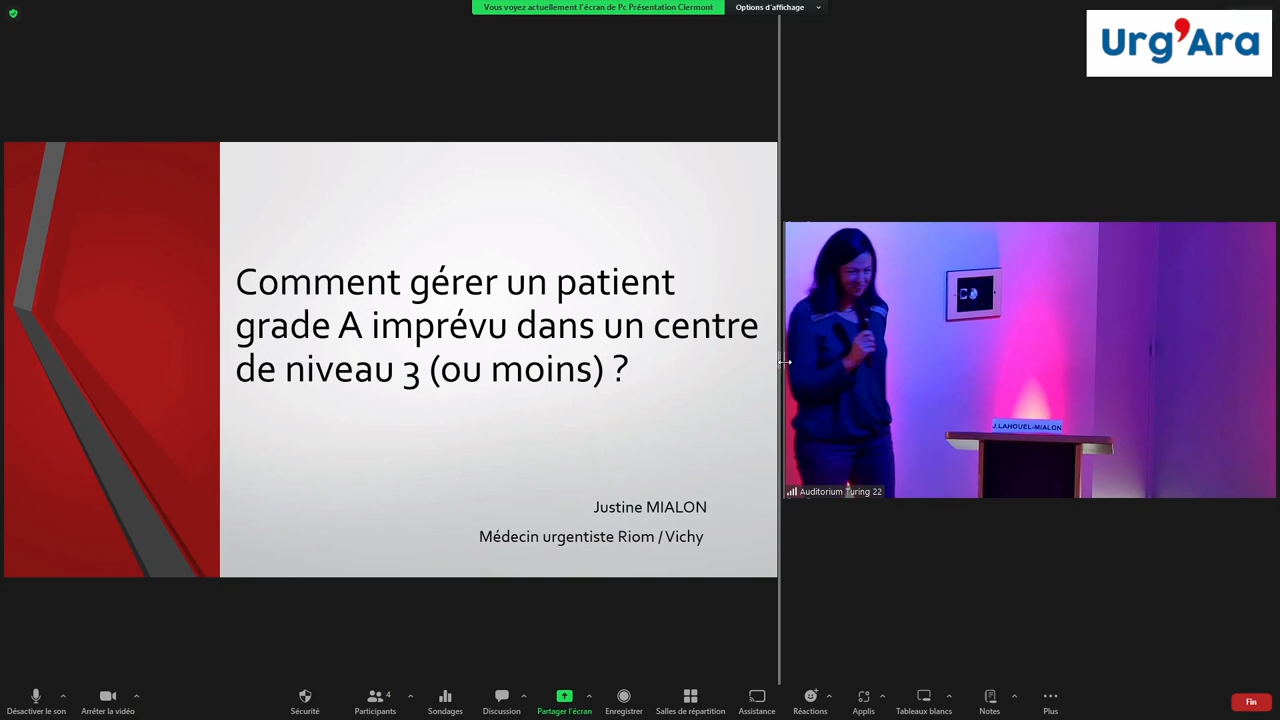 Vous voyez actuellement l'écran de Pc Présentation Clermont
Options d'affichage
Urg'Ara
Comment gérer un patient
grade A imprévu dans un centre
de niveau 3 (ou moins) ?
Justine MIALON
Médecin urgentiste Riom / Vichy
J.LAHOUEL-MIALON
Auditorium Turing 22
Désactiver le son
Arrêter la vidéo
Sécurité
Participants
4
Sondages
Discussion
Partager l'écran
Enregistrer
Salles de répartition
Assistance
Réactions
Applis
Tableaux blancs
Notes
Plus
Fin